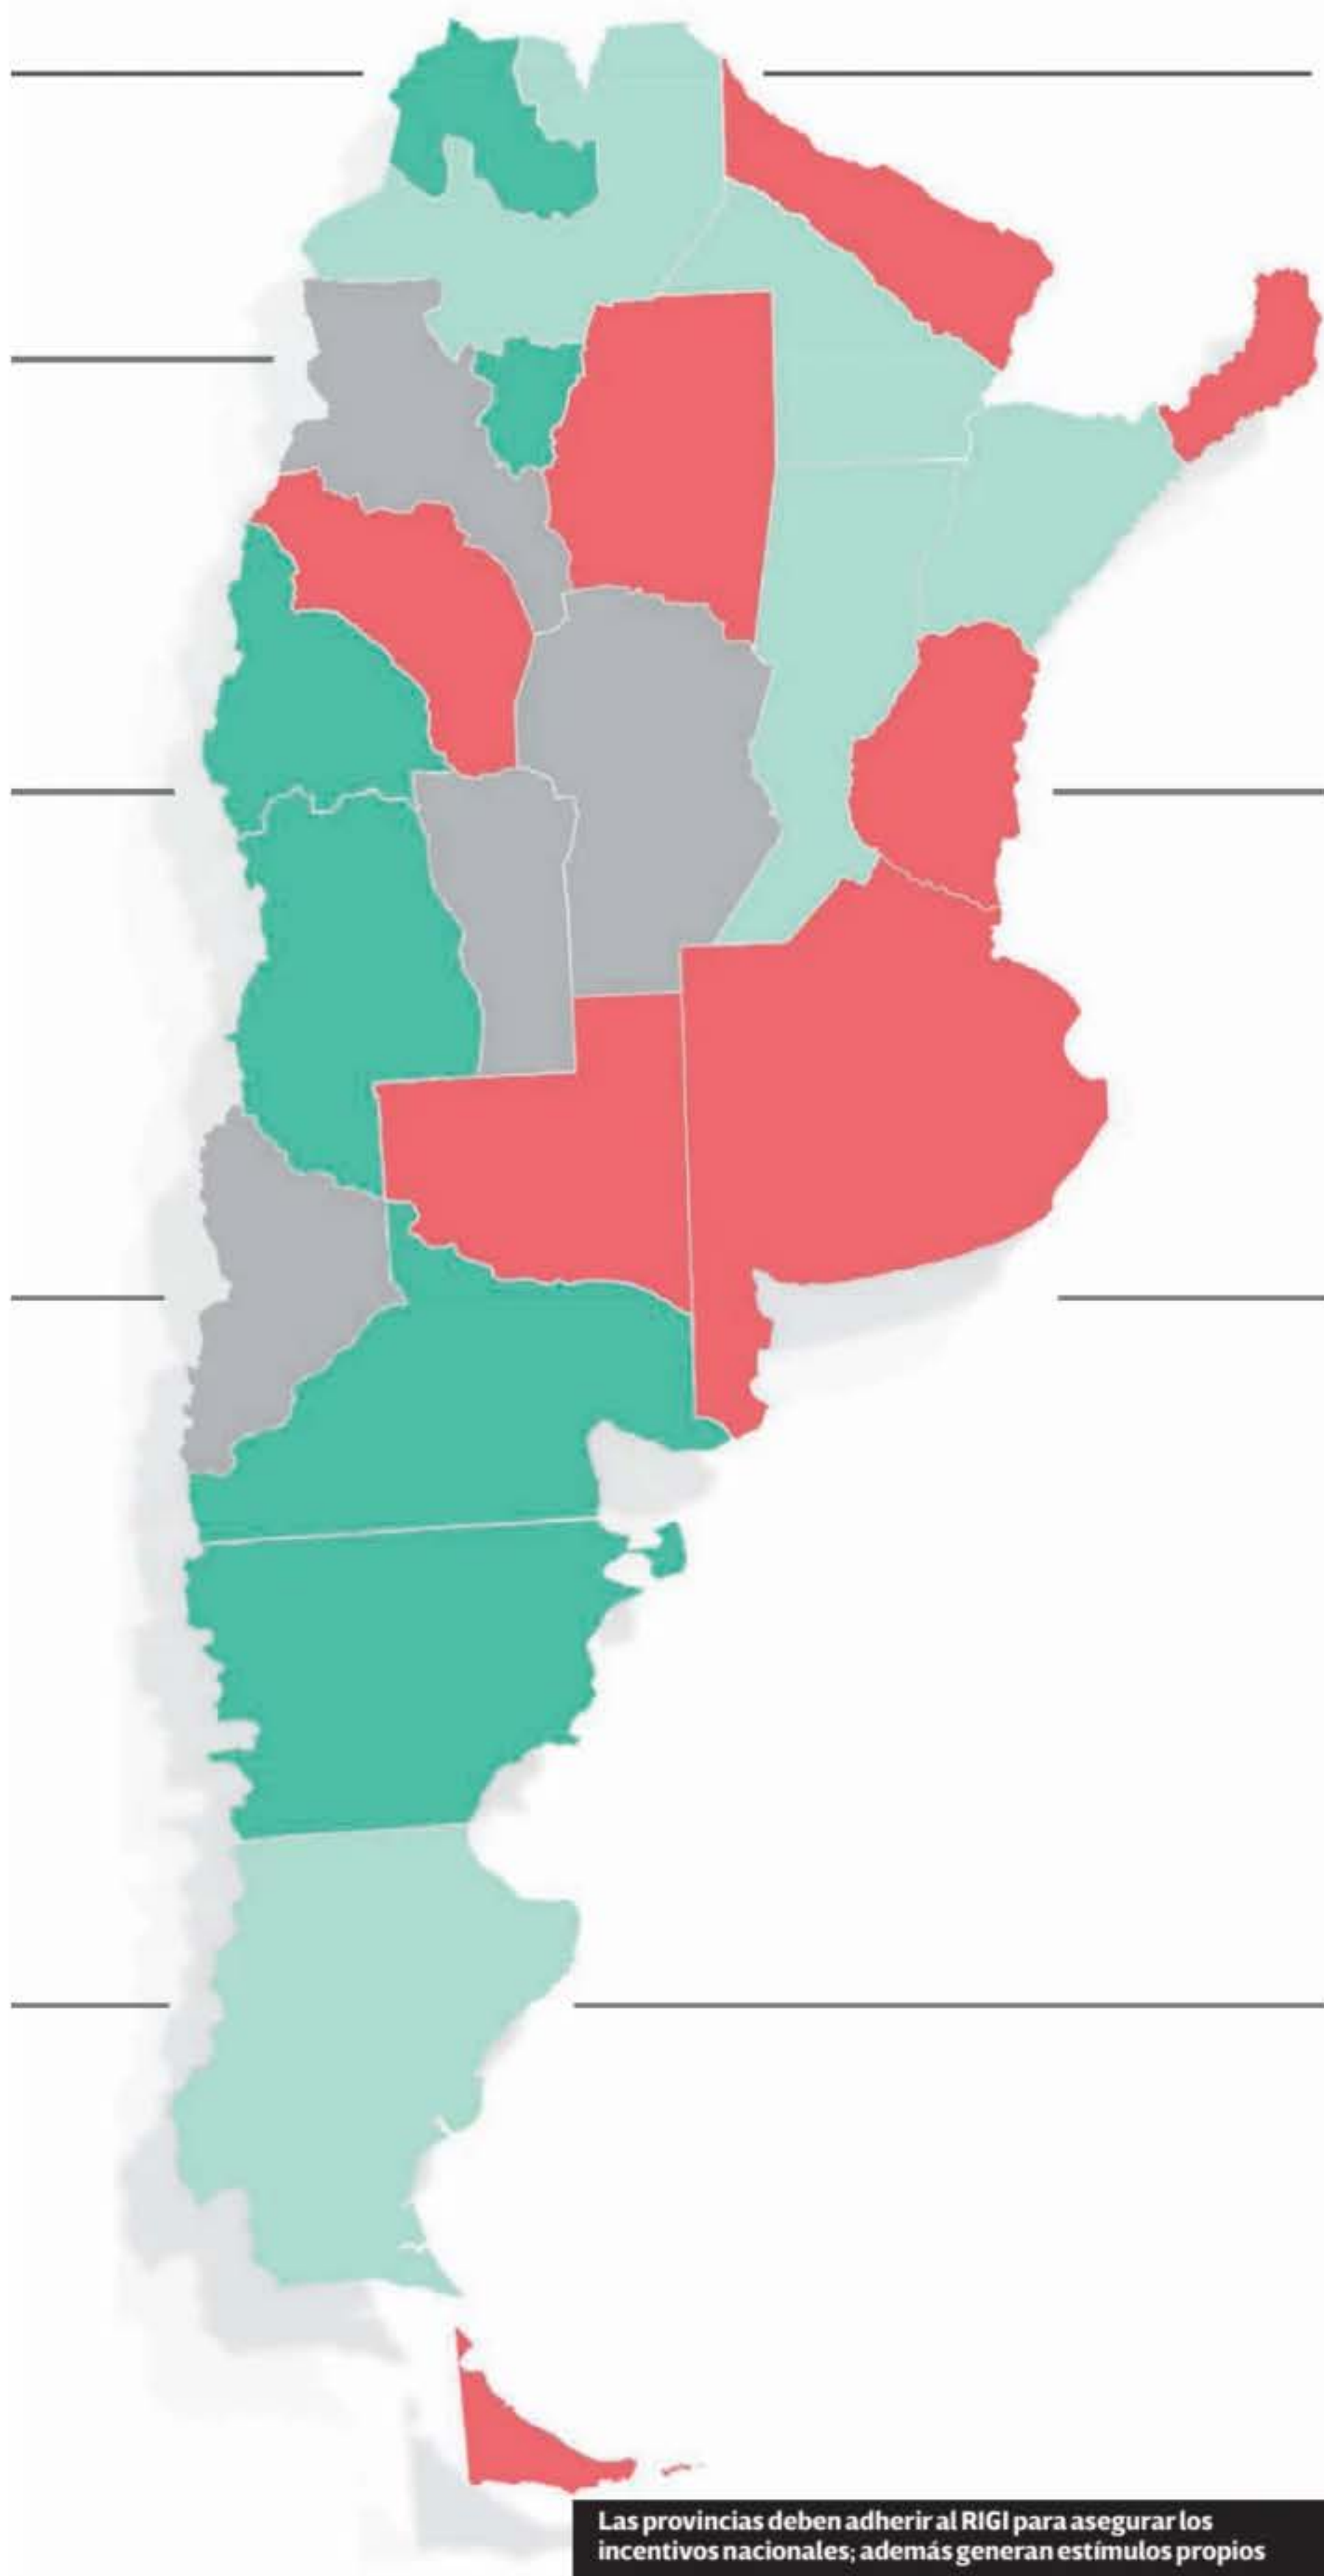 Las provincias deben adherir al RIGI para asegurar los
incentivos nacionales; además generan estímulos propios